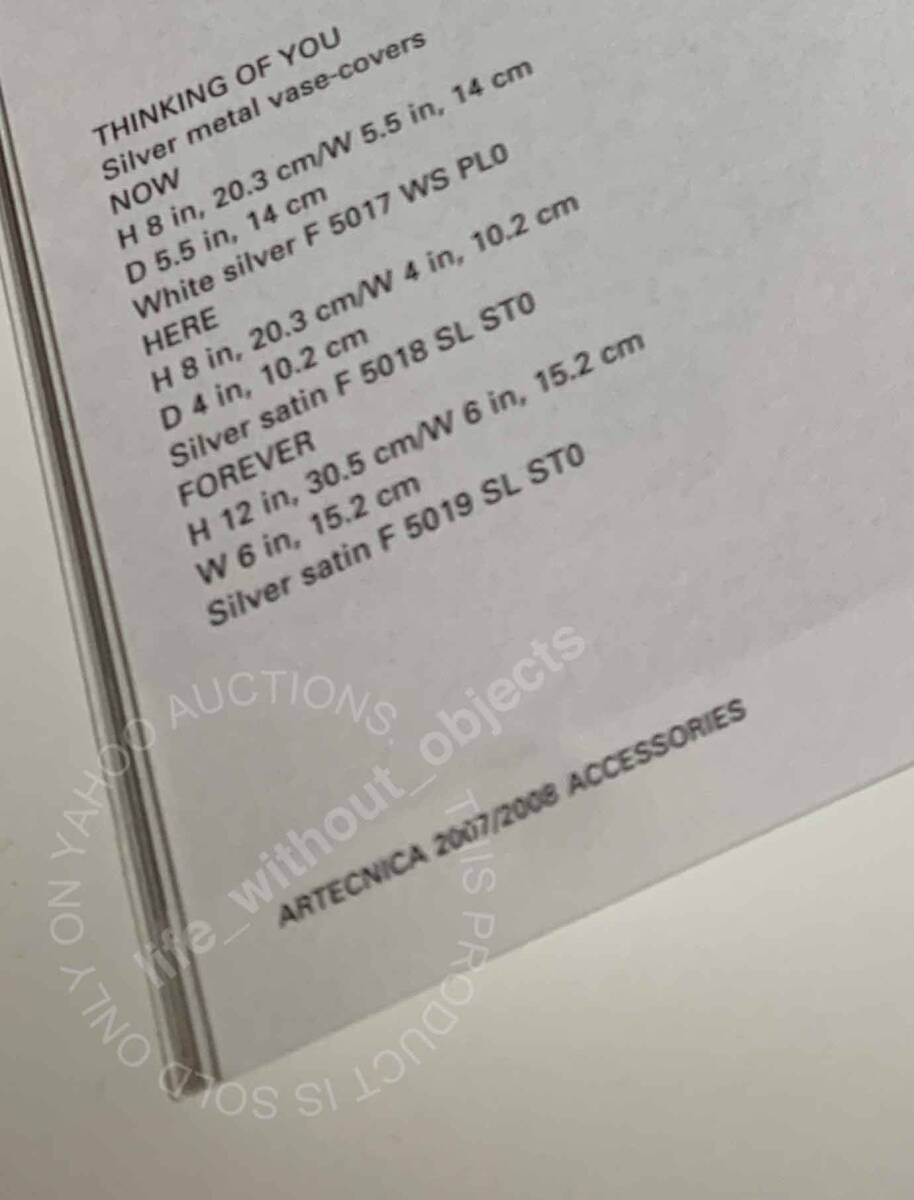 THINKING OF YOU
Silver metal vase-covers
NOW
H 8 in, 20.3 cm/W 5.5 in, 14 cm
D 5.5 in, 14 cm
White silver F 5017 WS PL0
HERE
H 8 in, 20.3 cm/W 4 in, 10.2 cm
D 4 in, 10.2 cm
Silver satin F 5018 SL ST0
FOREVER
H 12 in, 30.5 cm/W 6 in, 15.2 cm
W 6 in, 15.2 cm
Silver satin F 5019 SL ST0
ARTECNICA 2007/2008 ACCESSORIES
life_without_objects
THIS PRODUCT IS SOLD ONLY ON YAHOO AUCTIONS.